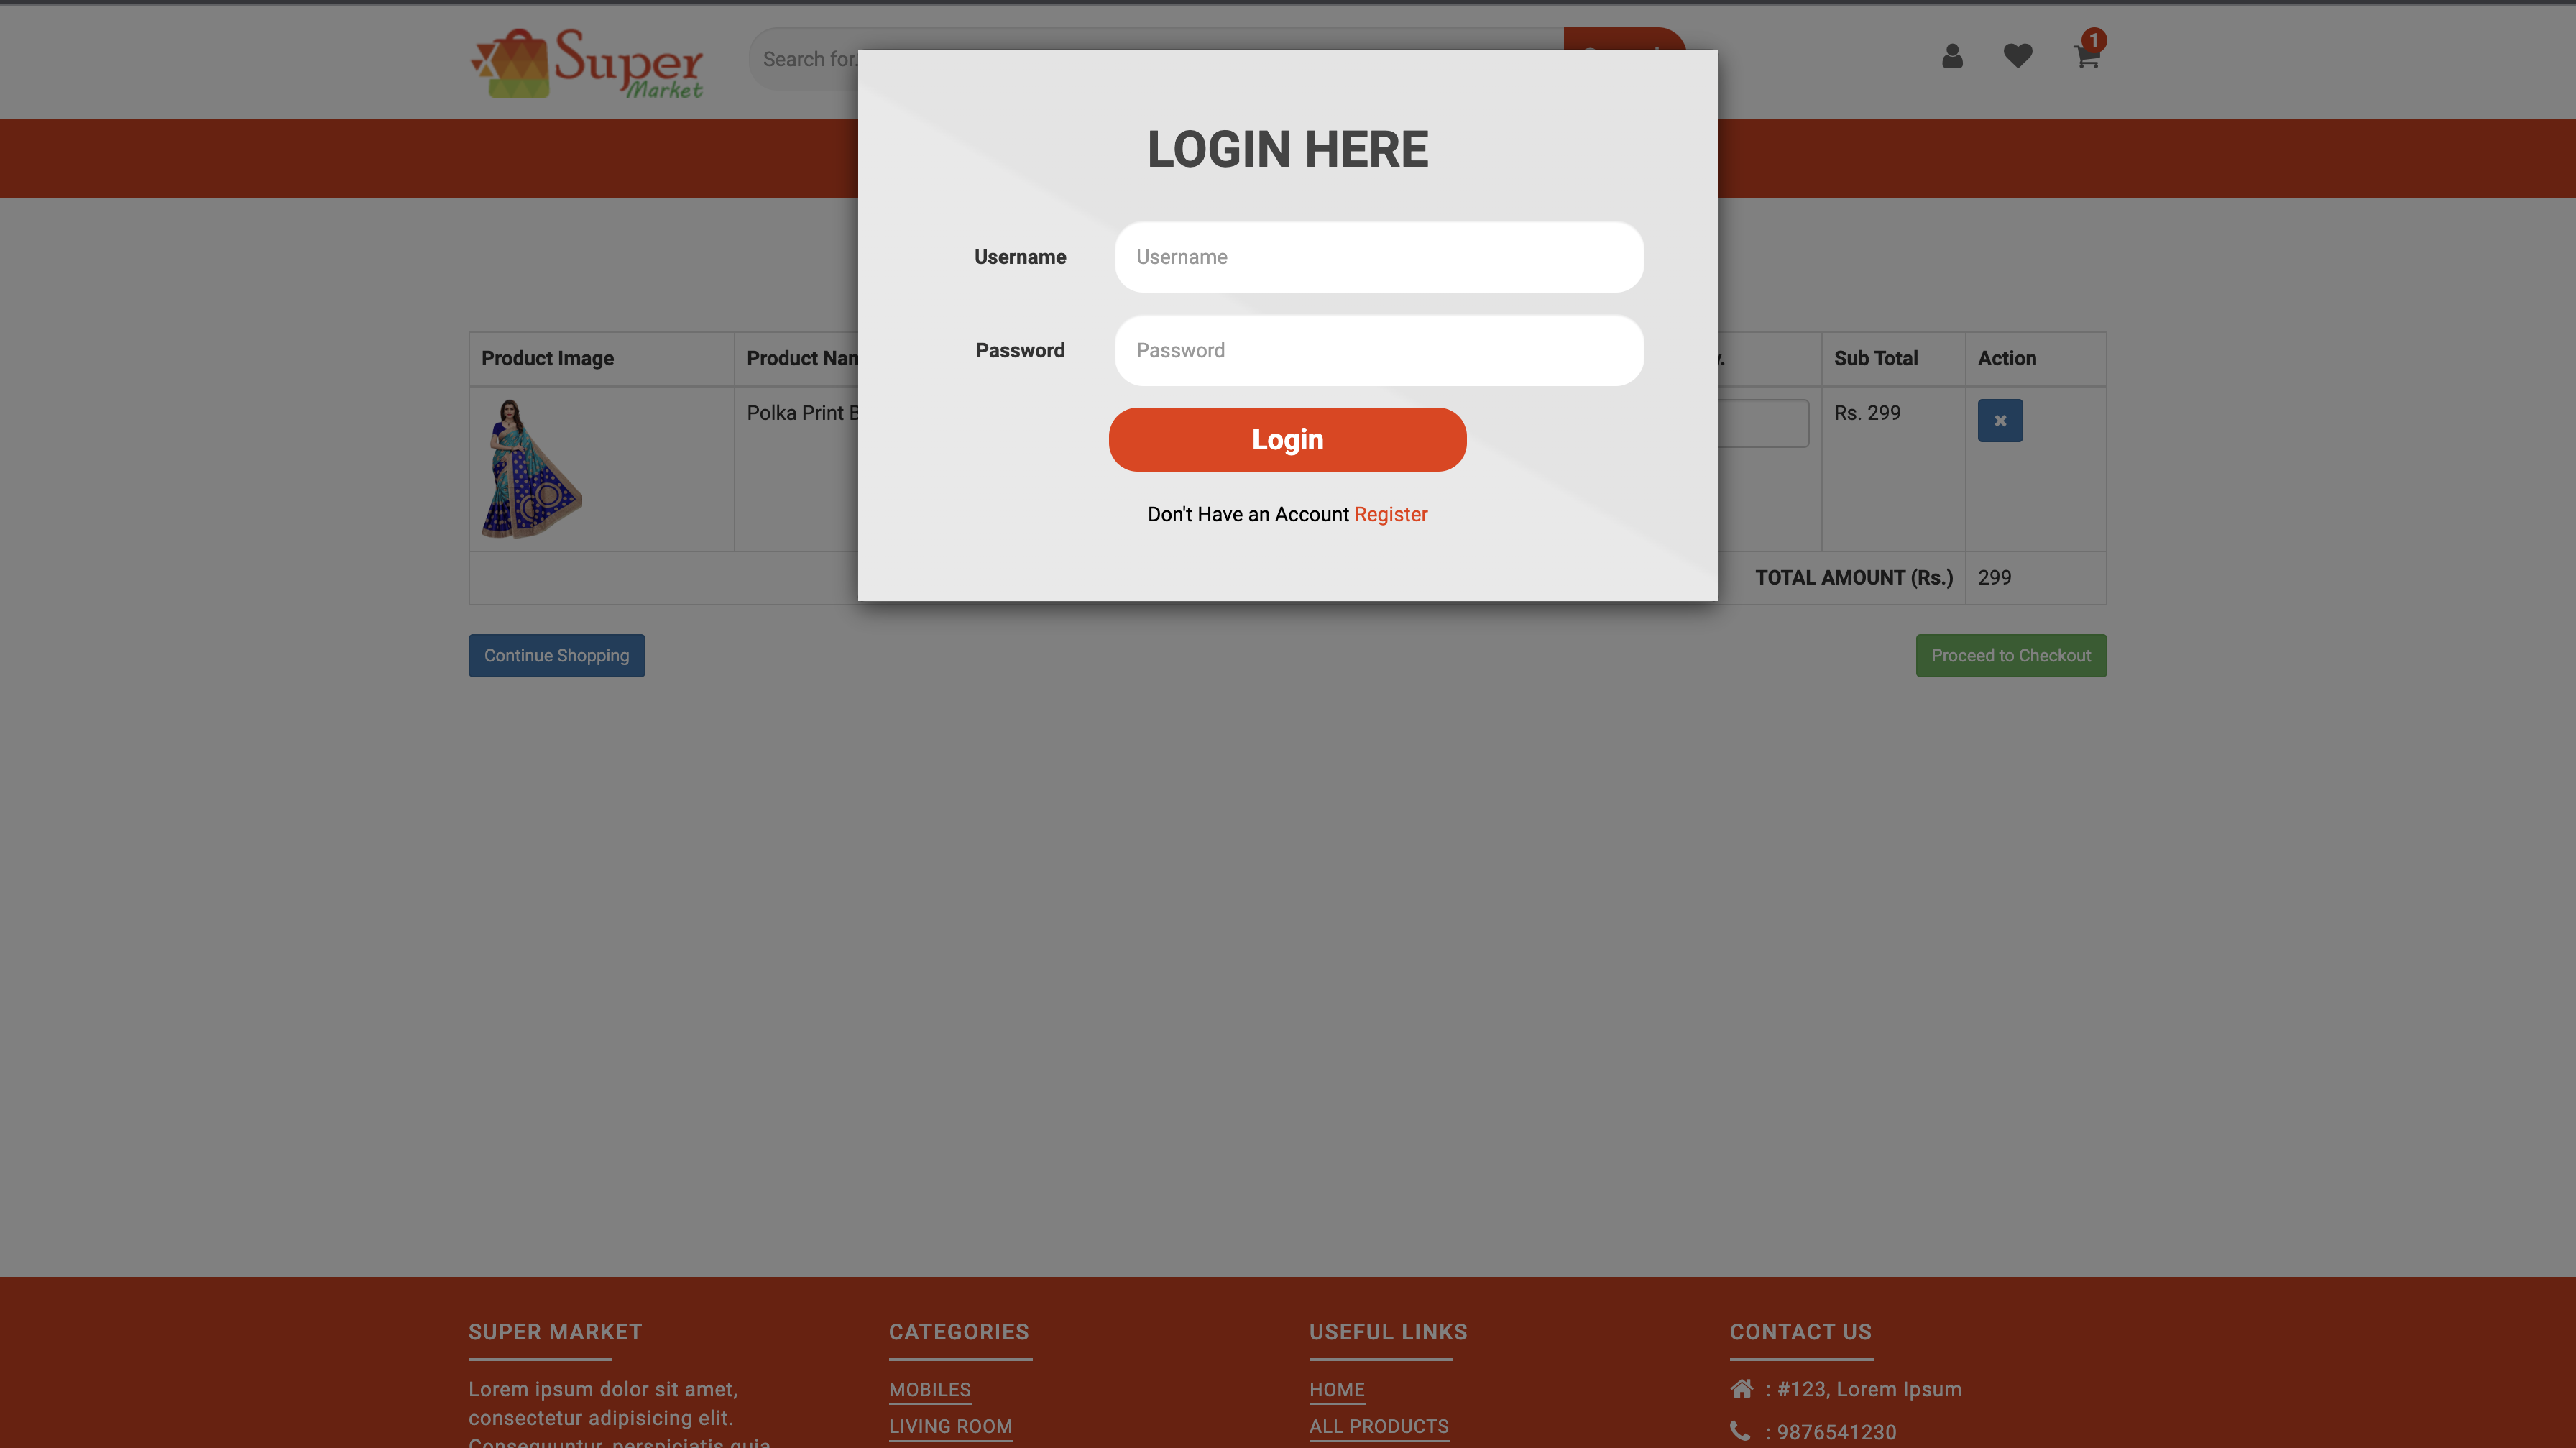 Super
Market
Search for.
1
LOGIN HERE
Username
Username
Password
Password
Login
Don't Have an Account Register
Product Image
Sub Total
Action
Polka Print
Rs. 299
TOTAL AMOUNT (Rs.)
299
Continue Shopping
Proceed to Checkout
SUPER MARKET
CATEGORIES
USEFUL LINKS
CONTACT US
Lorem ipsum dolor sit amet,
consectetur adipisicing elit.
Consequuntur, perspiciatis quia
MOBILES
LIVING ROOM
HOME
ALL PRODUCTS
: #123, Lorem Ipsum
: 9876541230